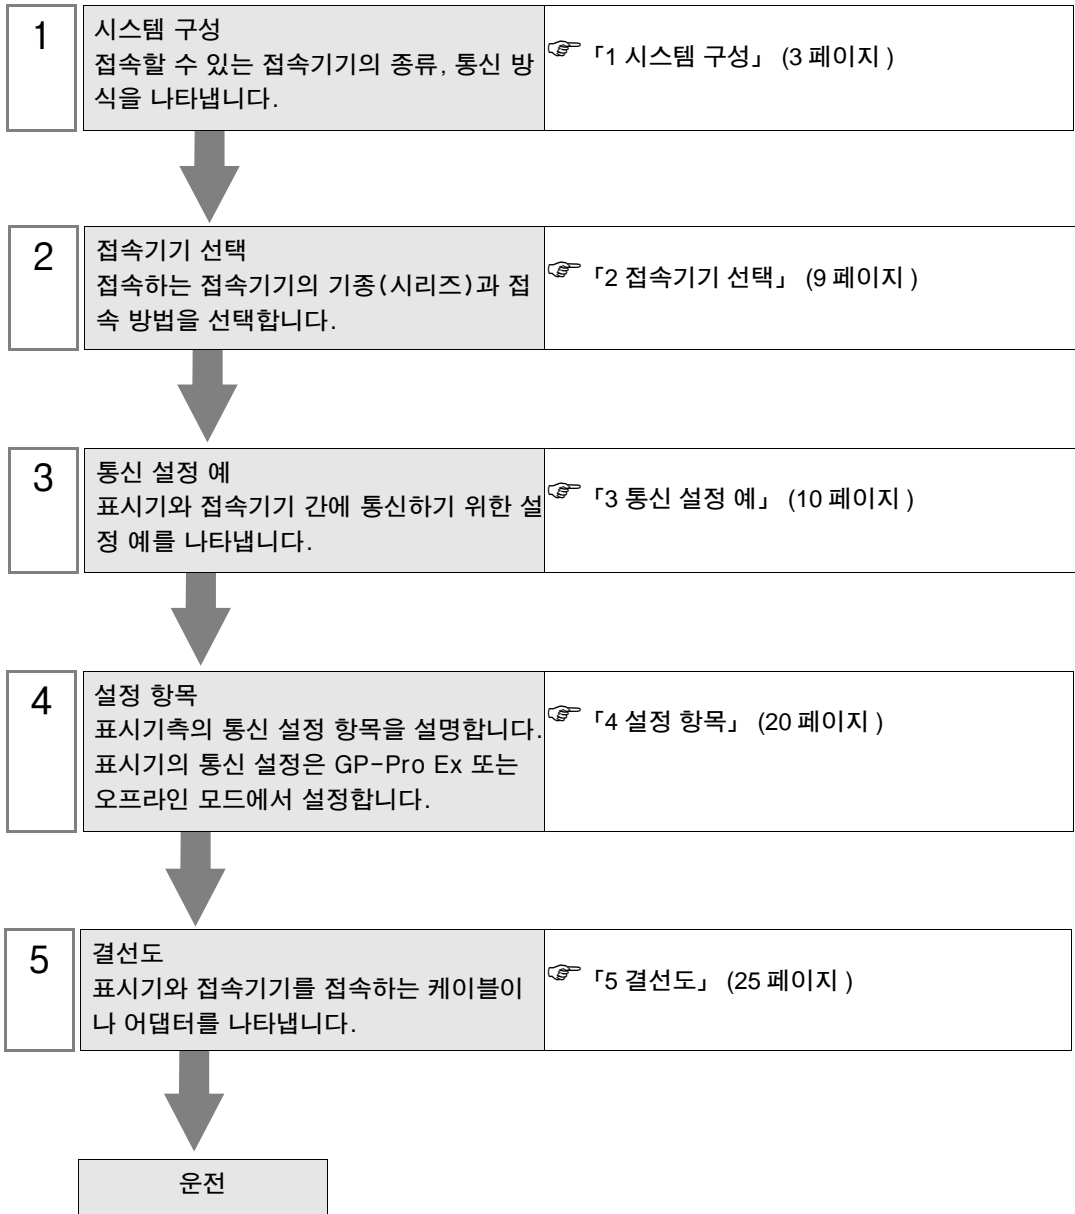 1
시스템 구성
접속할 수 있는 접속기기의 종류, 통신 방
식을 나타냅니다.
☞ 「1 시스템 구성」 (3 페이지 )
2
접속기기 선택
접속하는 접속기기의 기종(시리즈)과 접
속 방법을 선택합니다.
☞ 「2 접속기기 선택」 (9 페이지 )
3
통신 설정 예
표시기와 접속기기 간에 통신하기 위한 설
정 예를 나타냅니다.
☞ 「3 통신 설정 예」 (10 페이지 )
4
설정 항목
표시기측의 통신 설정 항목을 설명합니다.
표시기의 통신 설정은 GP-Pro Ex 또는
오프라인 모드에서 설정합니다.
☞ 「4 설정 항목」 (20 페이지 )
5
결선도
표시기와 접속기기를 접속하는 케이블이
나 어댑터를 나타냅니다.
☞ 「5 결선도」 (25 페이지 )
운전